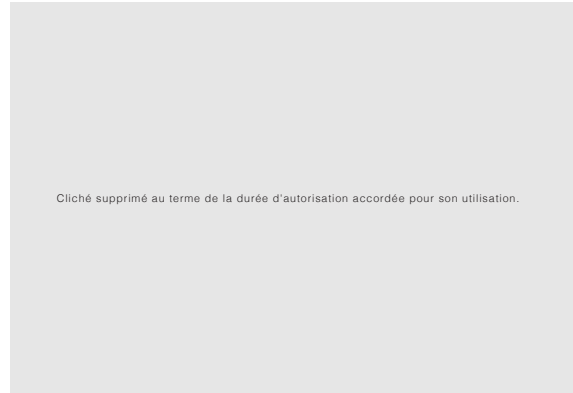 Cliché supprimé au terme de la durée d'autorisation accordée pour son utilisation.